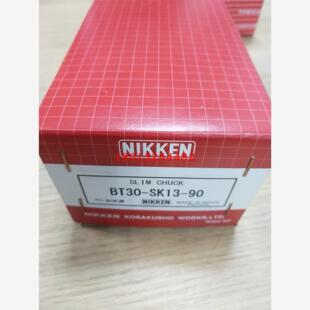 NIKKEN
SLIM CHUCK
BT30-SK13-90
NIKKEN
NIKKEN KOSAKUSHO WORKS,LTD.